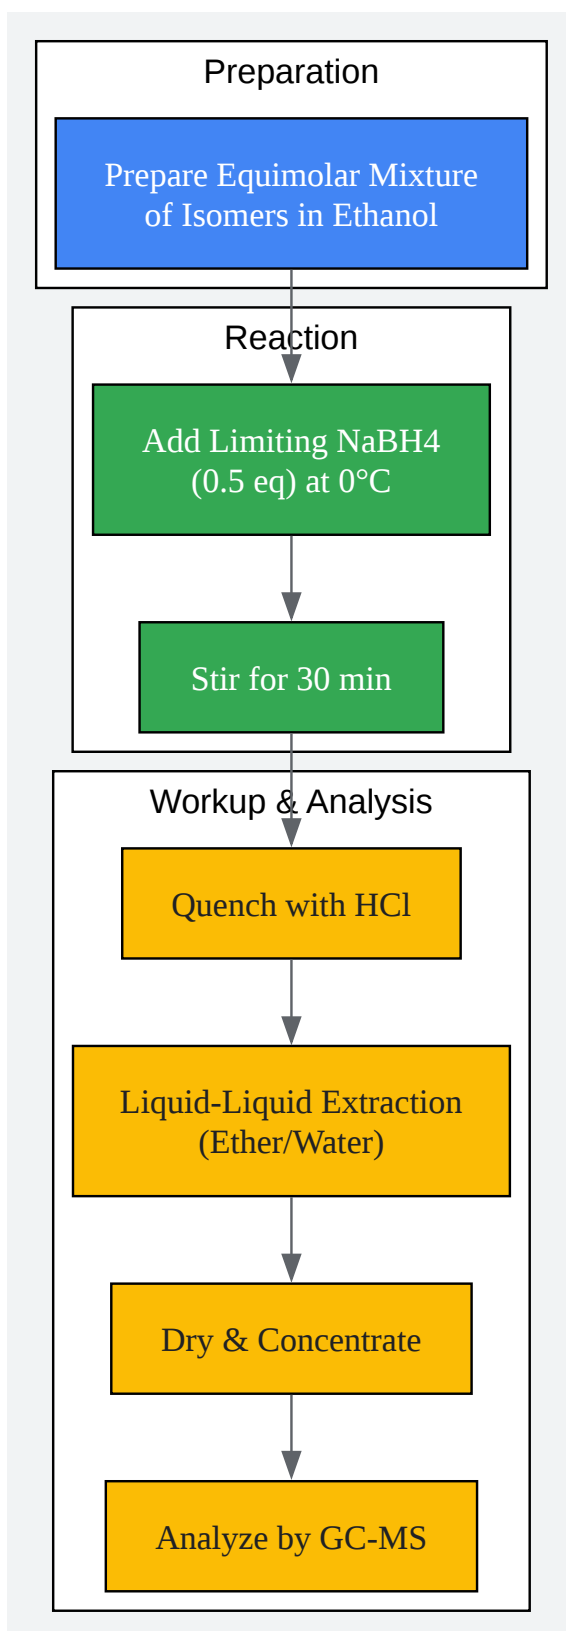 Preparation
Prepare Equimolar Mixture
of Isomers in Ethanol
Reaction
Add Limiting NaBH4
(0.5 eq) at 0°C
Stir for 30 min
Workup & Analysis
Quench with HCl
Liquid-Liquid Extraction
(Ether/Water)
Dry & Concentrate
Analyze by GC-MS